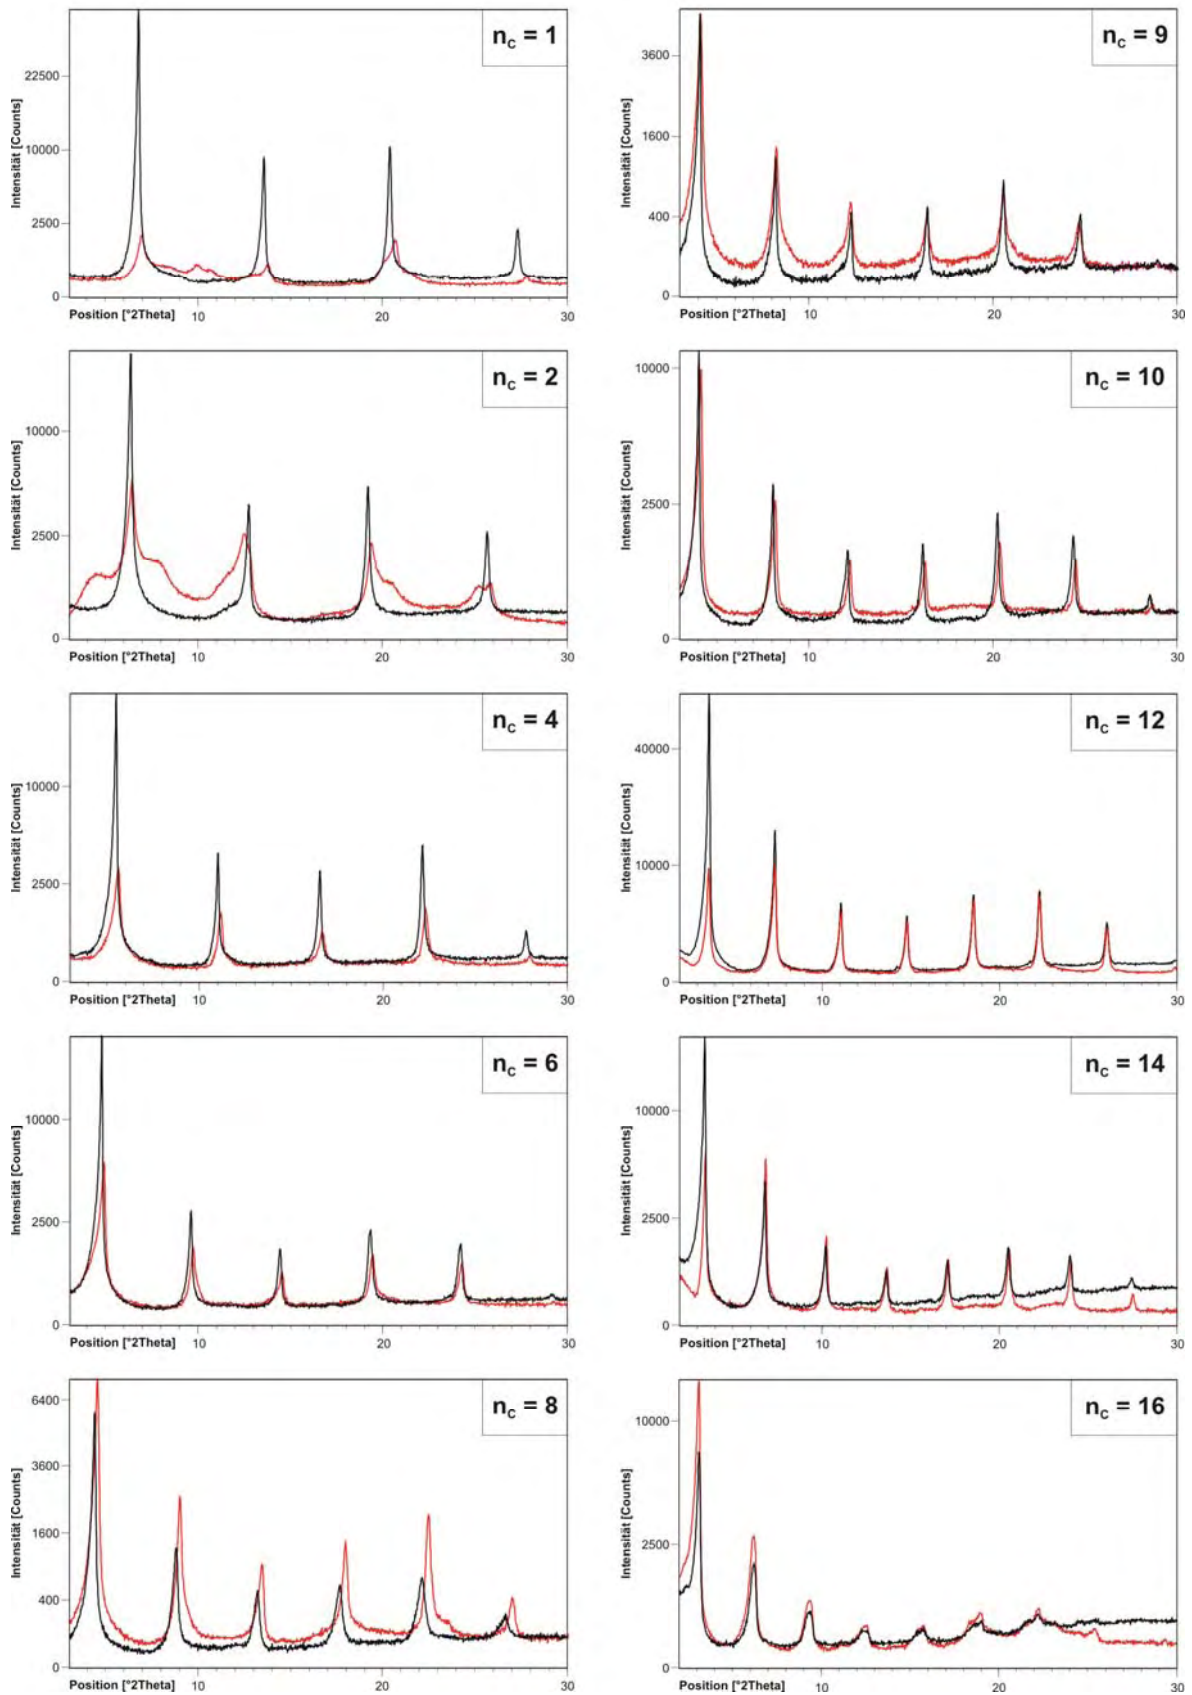 n_c = 1
Intensität [Counts]
22500
10000
2500
0
Position [°2Theta] 10 20 30
n_c = 2
Intensität [Counts]
10000
2500
0
Position [°2Theta] 10 20 30
n_c = 4
Intensität [Counts]
10000
2500
0
Position [°2Theta] 10 20 30
n_c = 6
Intensität [Counts]
10000
2500
0
Position [°2Theta] 10 20 30
n_c = 8
Intensität [Counts]
6400
3600
1600
400
0
Position [°2Theta] 10 20 30
n_c = 9
Intensität [Counts]
3600
1600
400
0
Position [°2Theta] 10 20 30
n_c = 10
Intensität [Counts]
10000
2500
0
Position [°2Theta] 10 20 30
n_c = 12
Intensität [Counts]
40000
10000
0
Position [°2Theta] 10 20 30
n_c = 14
Intensität [Counts]
10000
2500
0
Position [°2Theta] 10 20 30
n_c = 16
Intensität [Counts]
10000
2500
0
Position [°2Theta] 10 20 30